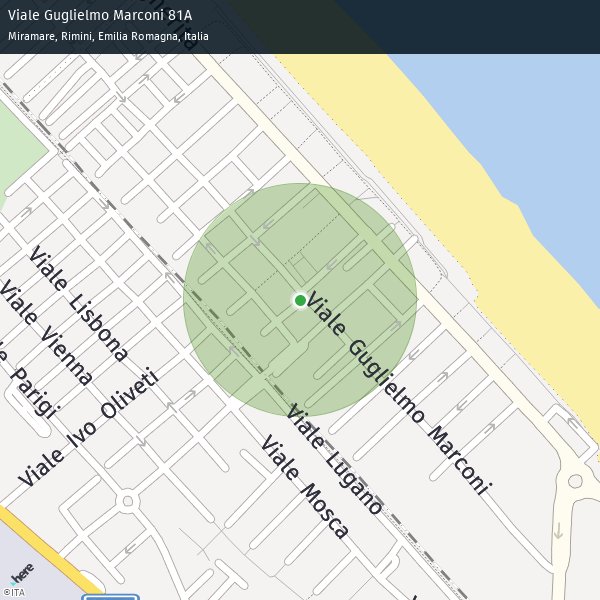 Viale Guglielmo Marconi 81A
Miramare, Rimini, Emilia Romagna, Italia
Viale Lisbona
Viale Vienna
Parigi
Viale Ivo Oliveti
Viale Guglielmo Marconi
Viale Lugano
Viale Mosca
here
©ITA